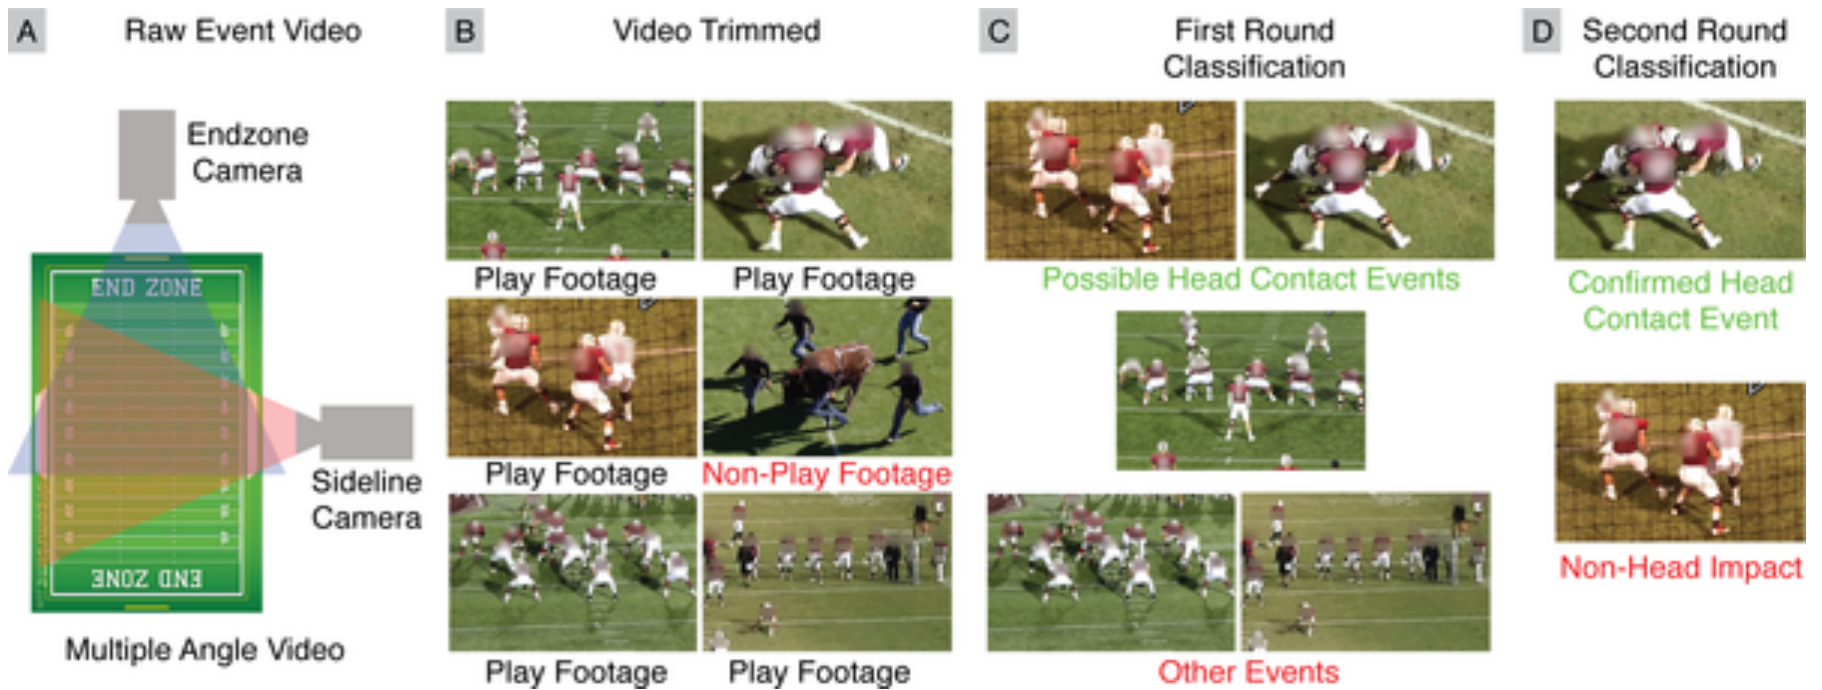 A
Raw Event Video
Endzone
Camera
END ZONE
Sideline
Camera
END ZONE
Multiple Angle Video
B
Video Trimmed
Play Footage
Play Footage
Play Footage
Non-Play Footage
Play Footage
Play Footage
C
First Round
Classification
Possible Head Contact Events
Other Events
D
Second Round
Classification
Confirmed Head
Contact Event
Non-Head Impact